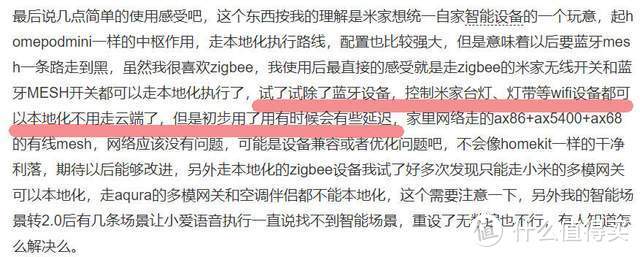 最后说几点简单的使用感受吧，这个东西按我的理解是米家想统一自家智能设备的一个玩意，起h
omepodmini一样的中枢作用，走本地化执行路线，配置也比较强大，但是意味着以后要蓝牙mes
h一条路走到黑，虽然我很喜欢zigbee，我使用后最直接的感受就是走zigbee的米家无线开关和蓝
牙MESH开关都可以走本地化执行了，试了试除了蓝牙设备，控制米家台灯、灯带等wifi设备都可
以本地化不用走云端了，但是初步用了用有时候会有些延迟，家里网络走的ax86+ax5400+ax68
的有线mesh，网络应该没有问题，可能是设备兼容或者优化问题吧，不会像homekit一样的干净
利落，期待以后能够改进，另外走本地化的zigbee设备我试了好多次发现只能走小米的多模网关
可以本地化，走aqura的多模网关和空调伴侣都不能本地化，这个需要注意一下，另外我的智能场
景转2.0后有几条场景让小爱语音执行一直说找不到智能场景，重设了无数遍也不行，有人知道怎
么解决么。
值 什么值得买